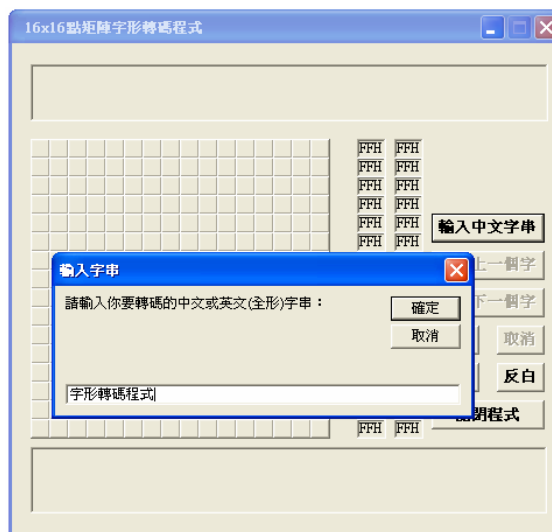 16x16點矩陣字形轉碼程式
FFH FFH
FFH FFH
FFH FFH
FFH FFH
FFH FFH
FFH FFH
輸入中文字串
輸入字串
上一個字
請輸入你要轉碼的中文或英文(全形)字串：
確定
下一個字
取消
取消
字形轉碼程式
反白
閉程式
FFH FFH